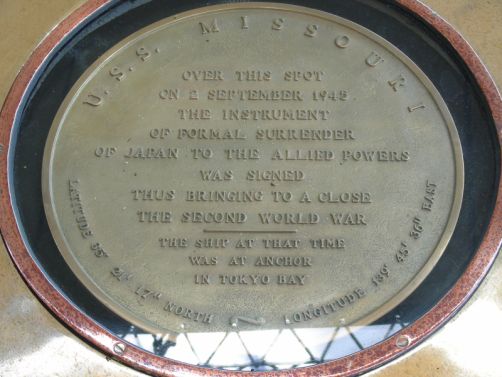 U. S. S. MISSOURI
OVER THIS SPOT
ON 2 SEPTEMBER 1945
THE INSTRUMENT
OF FORMAL SURRENDER
OF JAPAN TO THE ALLIED POWERS
WAS SIGNED
THUS BRINGING TO A CLOSE
THE SECOND WORLD WAR
THE SHIP AT THAT TIME
WAS AT ANCHOR
IN TOKYO BAY
LATITUDE 35° 21' 17" NORTH - LONGITUDE 139° 45' 36" EAST